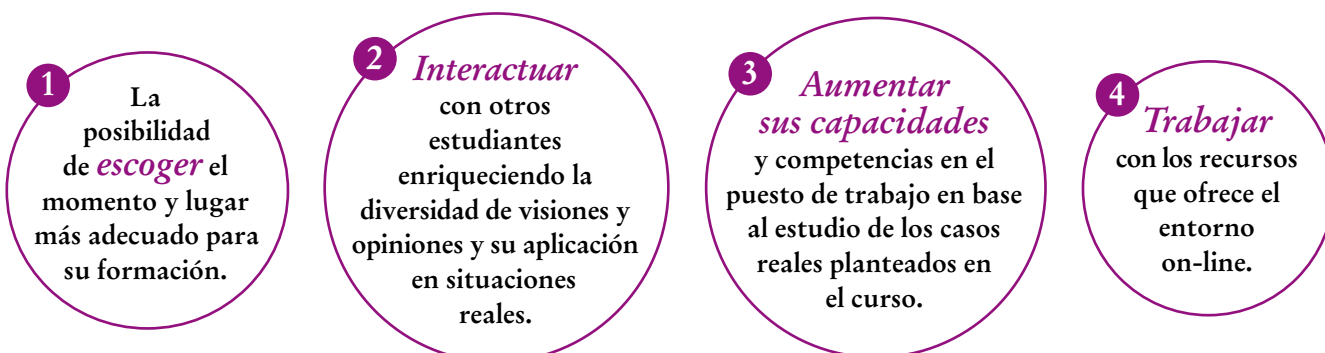 1
La
posibilidad
de escoger el
momento y lugar
más adecuado para
su formación.
2
Interactuar
con otros
estudiantes
enriqueciendo la
diversidad de visiones y
opiniones y su aplicación
en situaciones
reales.
3
Aumentar
sus capacidades
y competencias en el
puesto de trabajo en base
al estudio de los casos
reales planteados en
el curso.
4
Trabajar
con los recursos
que ofrece el
entorno
on-line.